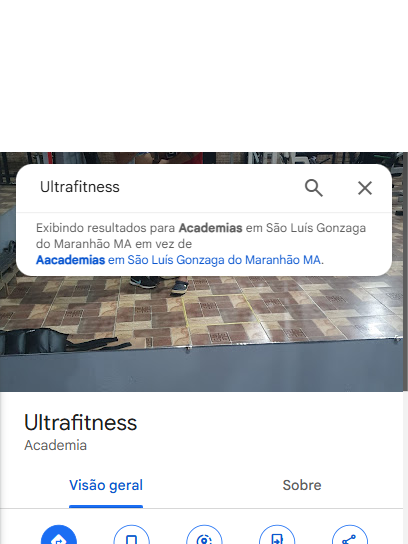 Ultrafitness
Exibindo resultados para Academias em São Luís Gonzaga
do Maranhão MA em vez de
Aacademias em São Luís Gonzaga do Maranhão MA.
Ultrafitness
Academia
Visão geral
Sobre